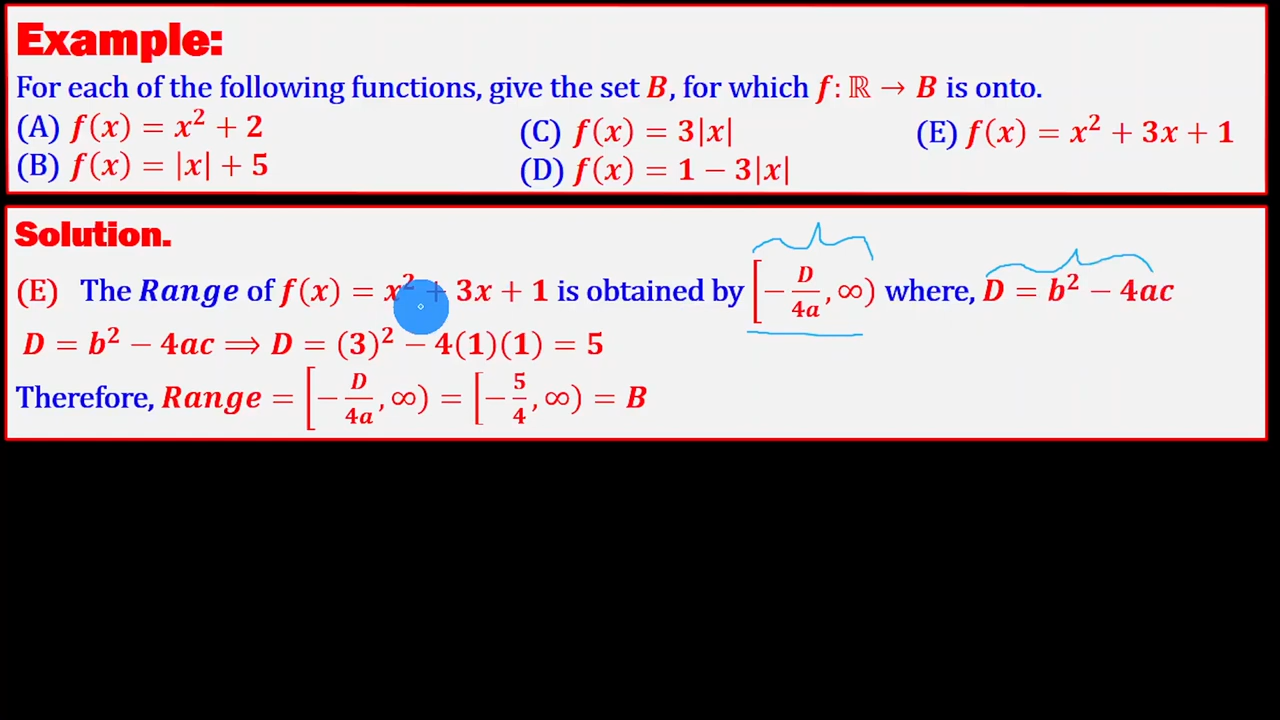 Example:
For each of the following functions, give the set B, for which f: ℝ → B is onto.
(A) f(x) = x² + 2
(B) f(x) = |x| + 5
(C) f(x) = 3|x|
(D) f(x) = 1 − 3|x|
(E) f(x) = x² + 3x + 1
Solution.
(E) The Range of f(x) = x² + 3x + 1 is obtained by [−D/4a, ∞) where, D = b² − 4ac
D = b² − 4ac ⟹ D = (3)² − 4(1)(1) = 5
Therefore, Range = [−D/4a, ∞) = [−5/4, ∞) = B